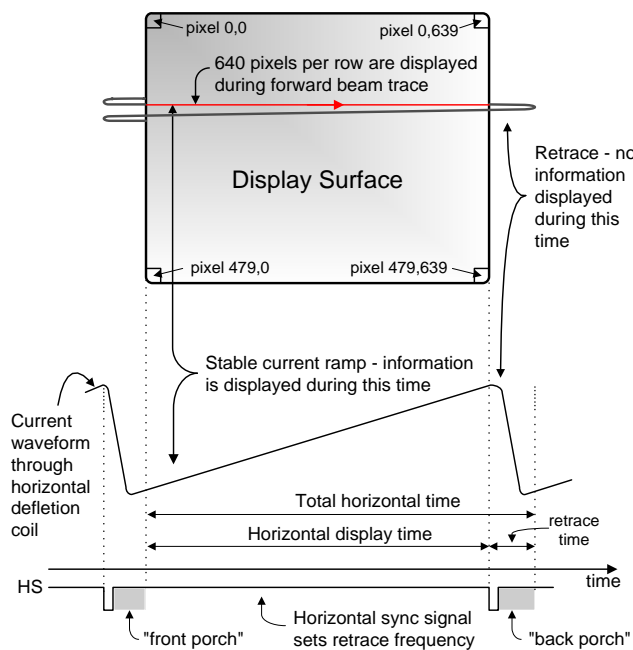 pixel 0,0
pixel 0,639
640 pixels per row are displayed
during forward beam trace
Retrace - no
information
displayed
during this
time
Display Surface
pixel 479,0
pixel 479,639
Stable current ramp - information
is displayed during this time
Current
waveform
through
horizontal
defletion
coil
Total horizontal time
Horizontal display time
retrace
time
time
HS
"front porch"
Horizontal sync signal
sets retrace frequency
"back porch"